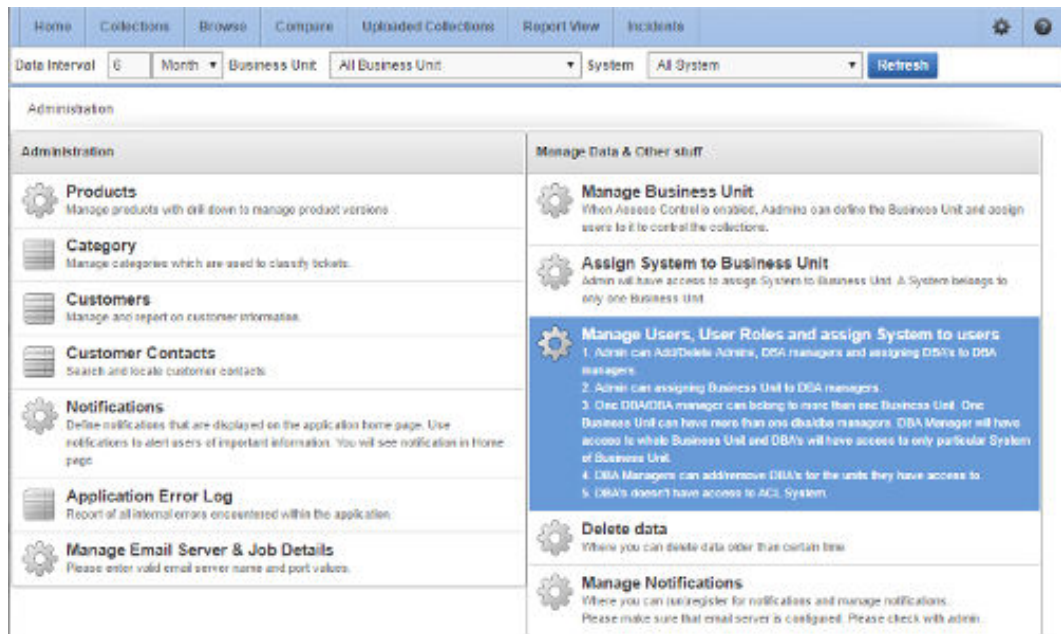 Home Collections Browse Compare Uploaded Collections Report View Incidents
Data Interval 6 Month Business Unit All Business Unit System All System Refresh
Administration
Administration
Products
Manage products with drill down to manage product versions
Category
Manage categories which are used to classify tickets.
Customers
Manage and report on customer information.
Customer Contacts
Search and locate customer contacts
Notifications
Define notifications that are displayed on the application home page. Use
notifications to alert users of important information. You will see notification in Home
page
Application Error Log
Report of all internal errors encountered within the application.
Manage Email Server & Job Details
Please enter valid email server name and port values.
Manage Data & Other stuff
Manage Business Unit
When Assess Control is enabled, Aadmins can define the Business Unit and assign
users to it to control the collections.
Assign System to Business Unit
Admin will have access to assign System to Business Unit. A System belongs to
only one Business Unit
Manage Users, User Roles and assign System to users
1. Admin can Add/Delete Admins, DBA managers and assigning DBA's to DBA
managers.
2. Admin can assigning Business Unit to DBA managers.
3. One DBA/DBA manager can belong to more than one Business Unit. One
Business Unit can have more than one dba/dba managers. DBA Manager will have
access to whole Business Unit and DBA's will have access to only particular System
of Business Unit.
4. DBA Managers can add/remove DBA's for the units they have access to
5. DBA's doesn't have access to ACL System.
Delete data
Where you can delete data older than certain time
Manage Notifications
Where you can (un)register for notifications and manage notifications.
Please make sure that email server is configured. Please check with admin.